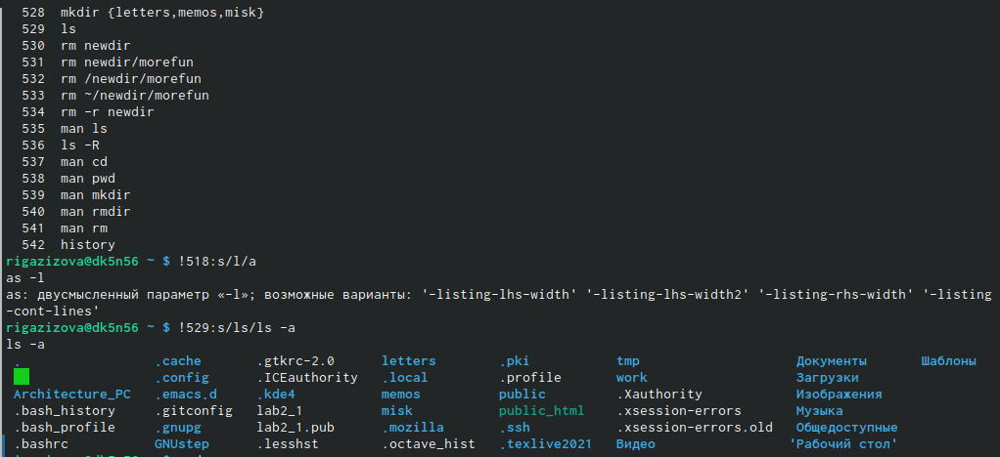 528 mkdir {letters,memos,misk}
529 ls
530 rm newdir
531 rm newdir/morefun
532 rm /newdir/morefun
533 rm ~/newdir/morefun
534 rm -r newdir
535 man ls
536 ls -R
537 man cd
538 man pwd
539 man mkdir
540 man rmdir
541 man rm
542 history
rigazizova@dk5n56 ~ $ !518:s/l/a
as -l
as: двусмысленный параметр «-l»; возможные варианты: '-listing-lhs-width' '-listing-lhs-width2' '-listing-rhs-width' '-listing
-cont-lines'
rigazizova@dk5n56 ~ $ !529:s/ls/ls -a
ls -a
. .cache .gtkrc-2.0 letters .pki tmp Документы Шаблоны
.config .ICEauthority .local .profile work Загрузки
Architecture_PC .emacs.d .kde4 memos public .Xauthority Изображения
.bash_history .gitconfig lab2_1 misk public_html .xsession-errors Музыка
.bash_profile .gnupg lab2_1.pub .mozilla .ssh .xsession-errors.old Общедоступные
.bashrc GNUstep .lesshst .octave_hist .texlive2021 Видео 'Рабочий стол'